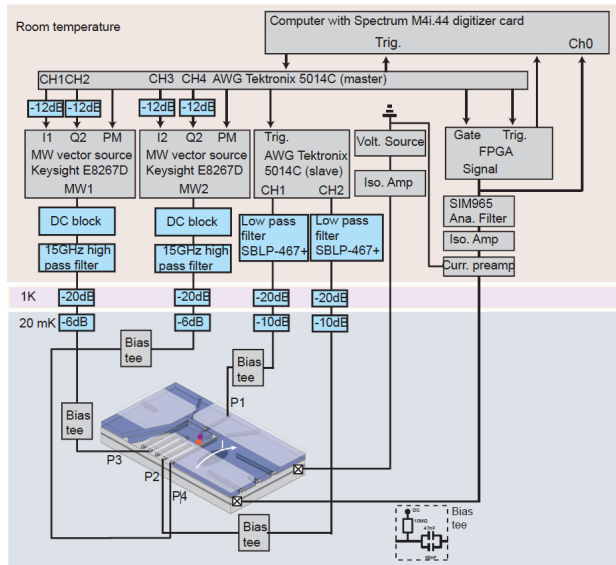 Room temperature
Computer with Spectrum M4i.44 digitizer card
Trig.
Ch0
CH1 CH2
CH3 CH4
AWG Tektronix 5014C (master)
-12dB
-12dB
-12dB
-12dB
I1 Q2 PM
MW vector source
Keysight E8267D
MW1
I2 Q2 PM
MW vector source
Keysight E8267D
MW2
Trig.
AWG Tektronix
5014C (slave)
CH1 CH2
Volt. Source
Iso. Amp
Gate Trig.
FPGA
Signal
SIM965
Ana. Filter
Iso. Amp
Curr. preamp
DC block
DC block
15GHz high
pass filter
15GHz high
pass filter
Low pass
filter
SBLP-467+
Low pass
filter
SBLP-467+
1K
-20dB
-20dB
-20dB
-20dB
20 mK
-6dB
-6dB
-10dB
-10dB
Bias
tee
Bias
tee
Bias
tee
P1
P3
P2
P4
I
Bias
tee
DC
10MΩ
47nF
Bias
tee